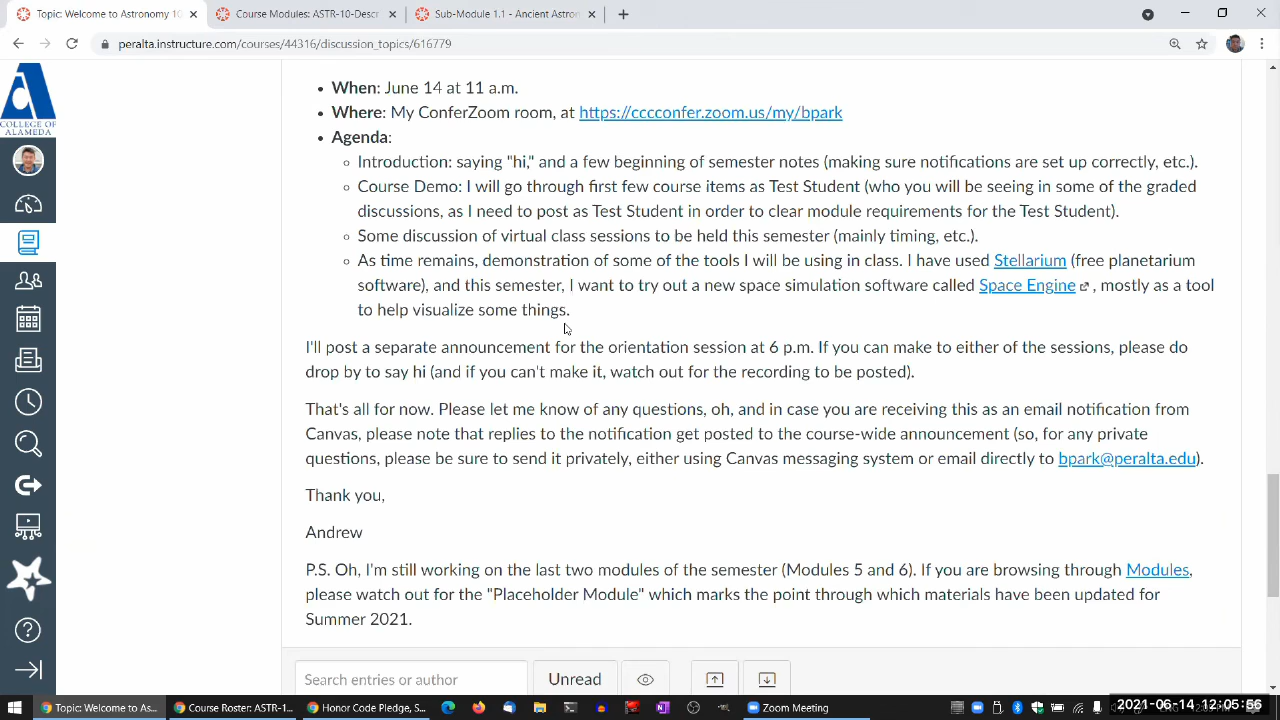 Topic: Welcome to Astronomy 10
Course Modules: ASTR-10-Descr
Sub-Module 1.1 - Ancient Astron
peralta.instructure.com/courses/44316/discussion_topics/616779
COLLEGE OF
ALAMEDA
When: June 14 at 11 a.m.
Where: My ConferZoom room, at https://cccconfer.zoom.us/my/bpark
Agenda:
Introduction: saying "hi," and a few beginning of semester notes (making sure notifications are set up correctly, etc.).
Course Demo: I will go through first few course items as Test Student (who you will be seeing in some of the graded
discussions, as I need to post as Test Student in order to clear module requirements for the Test Student).
Some discussion of virtual class sessions to be held this semester (mainly timing, etc.).
As time remains, demonstration of some of the tools I will be using in class. I have used Stellarium (free planetarium
software), and this semester, I want to try out a new space simulation software called Space Engine , mostly as a tool
to help visualize some things.
I'll post a separate announcement for the orientation session at 6 p.m. If you can make to either of the sessions, please do
drop by to say hi (and if you can't make it, watch out for the recording to be posted).
That's all for now. Please let me know of any questions, oh, and in case you are receiving this as an email notification from
Canvas, please note that replies to the notification get posted to the course-wide announcement (so, for any private
questions, please be sure to send it privately, either using Canvas messaging system or email directly to bpark@peralta.edu).
Thank you,
Andrew
P.S. Oh, I'm still working on the last two modules of the semester (Modules 5 and 6). If you are browsing through Modules,
please watch out for the "Placeholder Module" which marks the point through which materials have been updated for
Summer 2021.
Search entries or author
Unread
Topic: Welcome to As...
Course Roster: ASTR-1...
Honor Code Pledge, S...
Zoom Meeting
2021-06-14 12:05:56